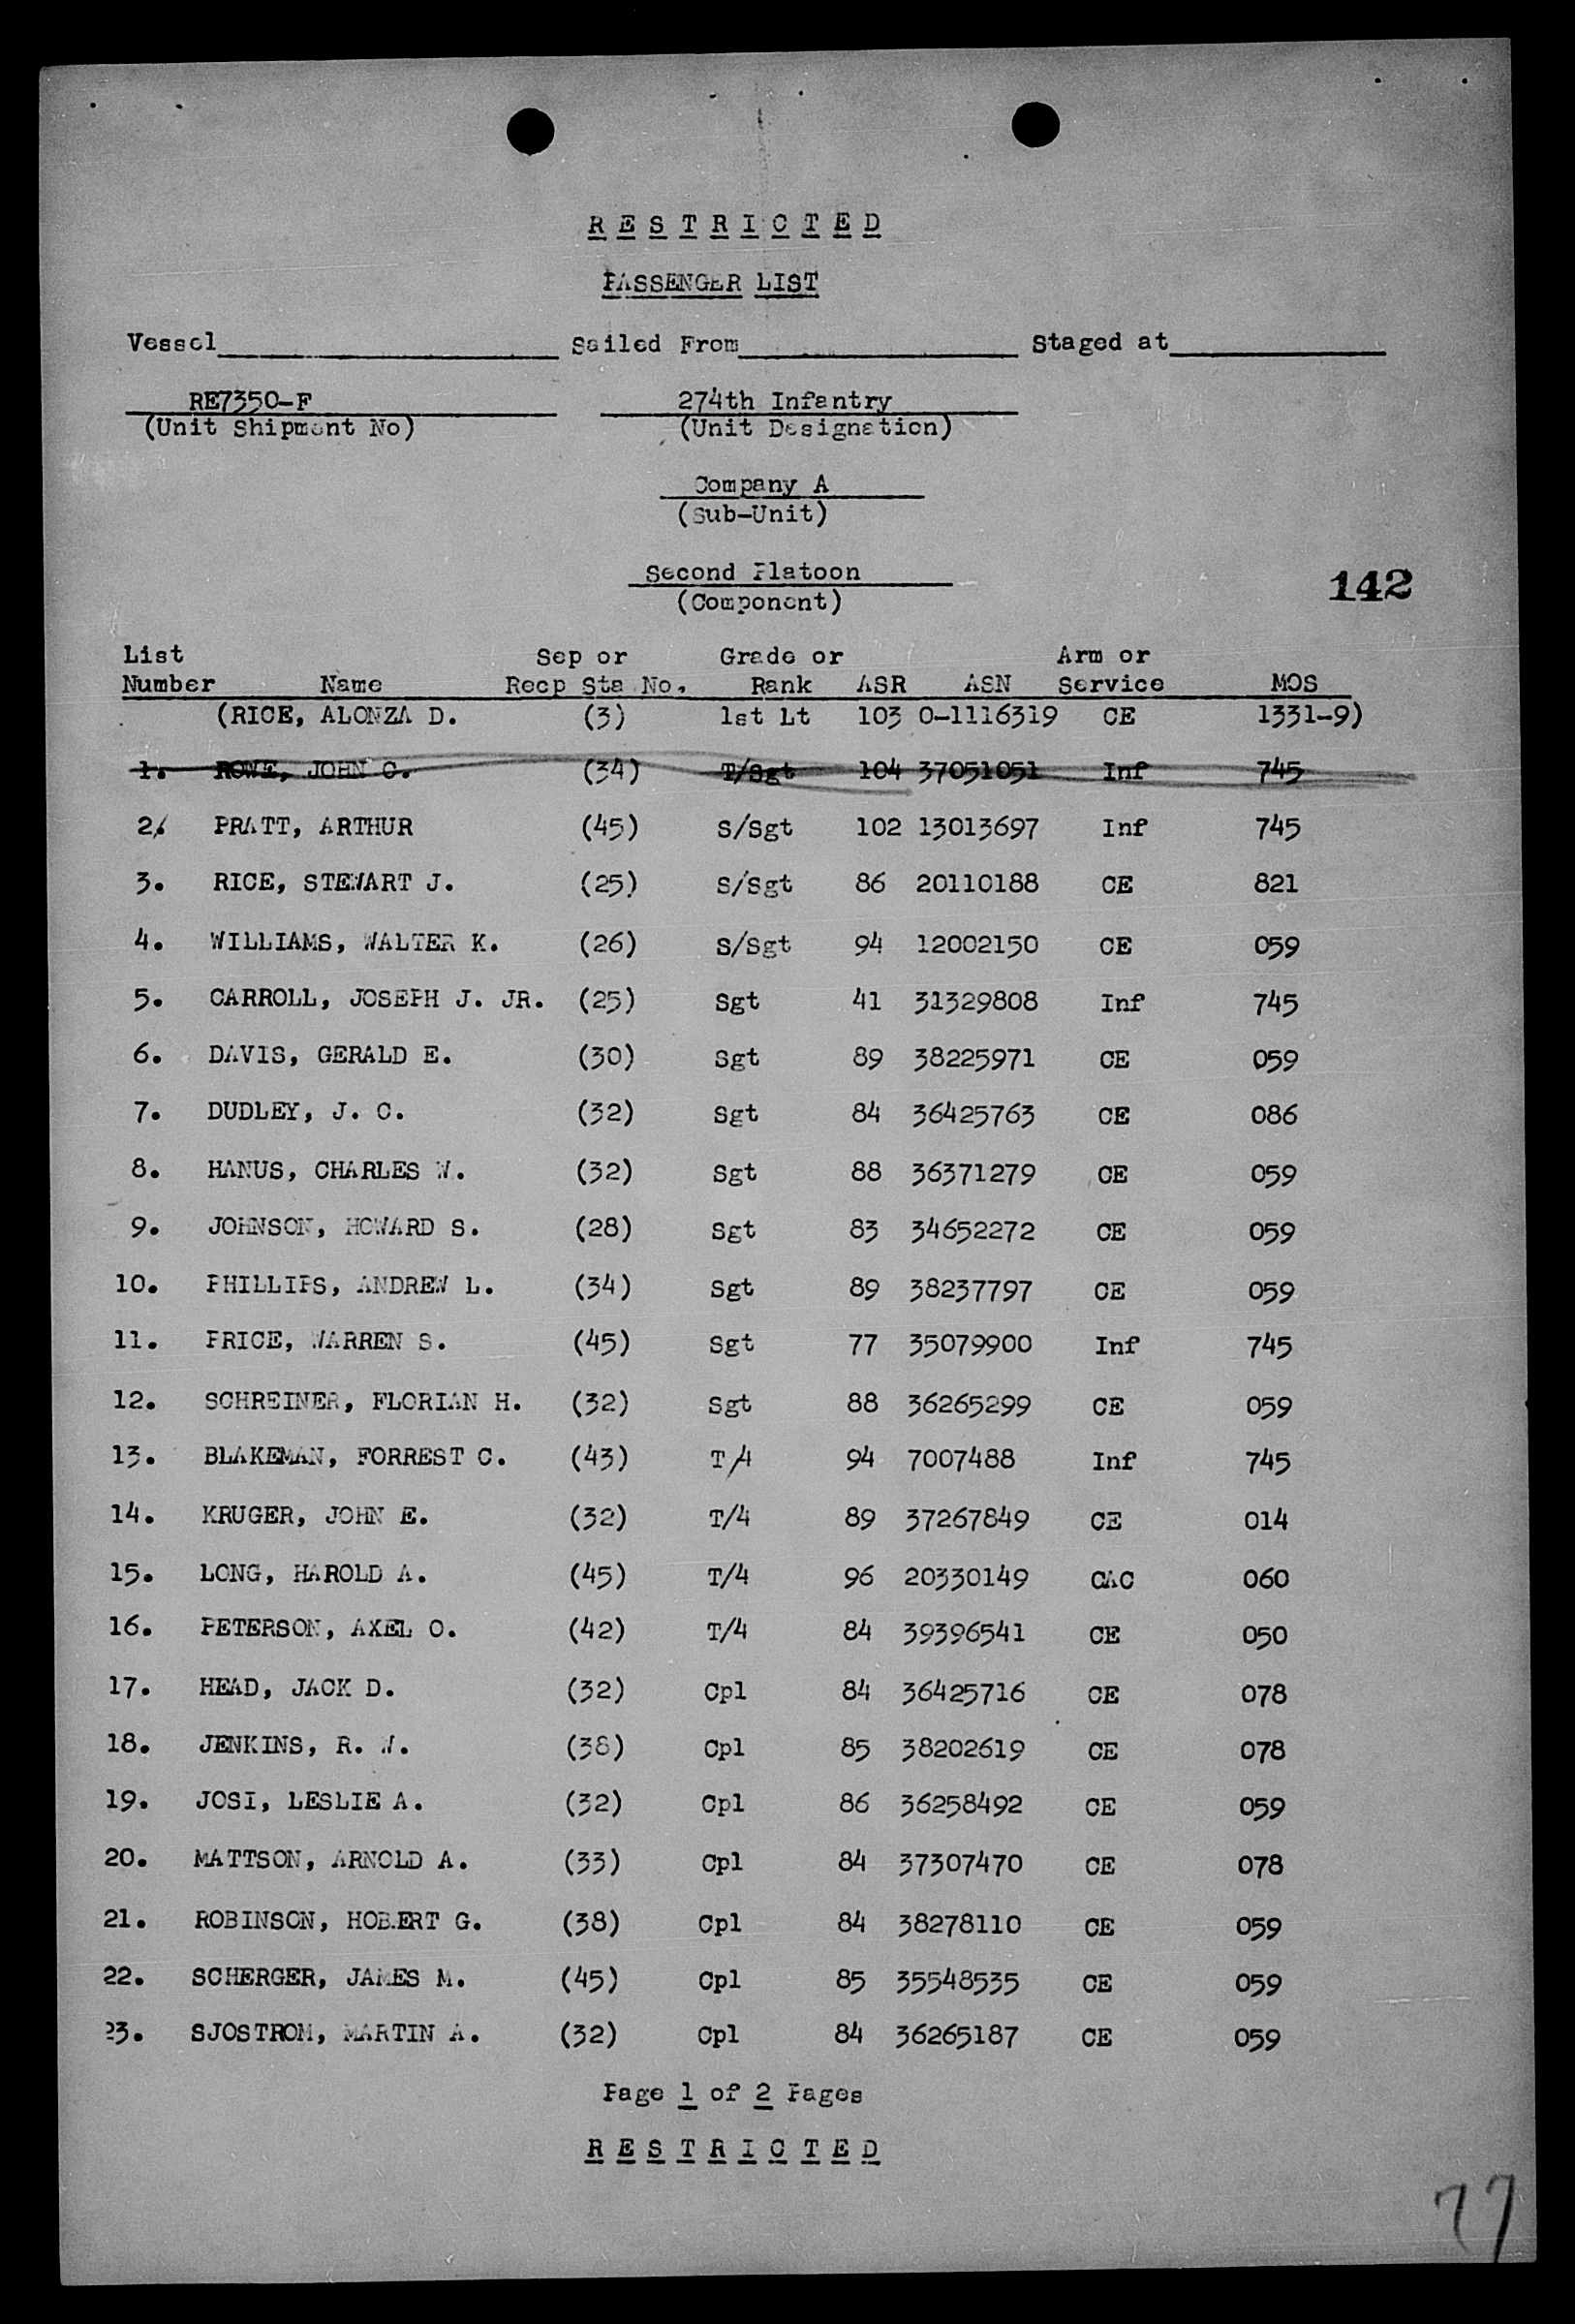 RESTRICTED
PASSENGER LIST
Vessel Sailed From Staged at
RE7350-F 274th Infantry
(Unit Shipment No) (Unit Designation)
Company A
(Sub-Unit)
Second Platoon
(Component)
142
List Sep or Grade or Arm or
Number Name Recp Sta No. Rank ASR ASN Service MOS
(RICE, ALONZA D. (3) 1st Lt 103 O-1116319 CE 1331-9)
1. ROWE, JOHN C. (34) T/Sgt 104 37051051 Inf 745
2. PRATT, ARTHUR (45) S/Sgt 102 13013697 Inf 745
3. RICE, STEWART J. (25) S/Sgt 86 20110188 CE 821
4. WILLIAMS, WALTER K. (26) S/Sgt 94 12002150 CE 059
5. CARROLL, JOSEPH J. JR. (25) Sgt 41 31329808 Inf 745
6. DAVIS, GERALD E. (30) Sgt 89 38225971 CE 059
7. DUDLEY, J. C. (32) Sgt 84 36425763 CE 086
8. HANUS, CHARLES W. (32) Sgt 88 36371279 CE 059
9. JOHNSON, HOWARD S. (28) Sgt 83 34652272 CE 059
10. PHILLIPS, ANDREW L. (34) Sgt 89 38237797 CE 059
11. PRICE, WARREN S. (45) Sgt 77 35079900 Inf 745
12. SCHREINER, FLORIAN H. (32) Sgt 88 36265299 CE 059
13. BLAKEMAN, FORREST C. (43) T/4 94 7007488 Inf 745
14. KRUGER, JOHN E. (32) T/4 89 37267849 CE 014
15. LONG, HAROLD A. (45) T/4 96 20330149 CAC 060
16. PETERSON, AXEL O. (42) T/4 84 39396541 CE 050
17. HEAD, JACK D. (32) Cpl 84 36425716 CE 078
18. JENKINS, R. W. (38) Cpl 85 38202619 CE 078
19. JOSI, LESLIE A. (32) Cpl 86 36258492 CE 059
20. MATTSON, ARNOLD A. (33) Cpl 84 37307470 CE 078
21. ROBINSON, HOBERT G. (38) Cpl 84 38278110 CE 059
22. SCHERGER, JAMES M. (45) Cpl 85 35548535 CE 059
23. SJOSTROM, MARTIN A. (32) Cpl 84 36265187 CE 059
Page 1 of 2 Pages
RESTRICTED
77